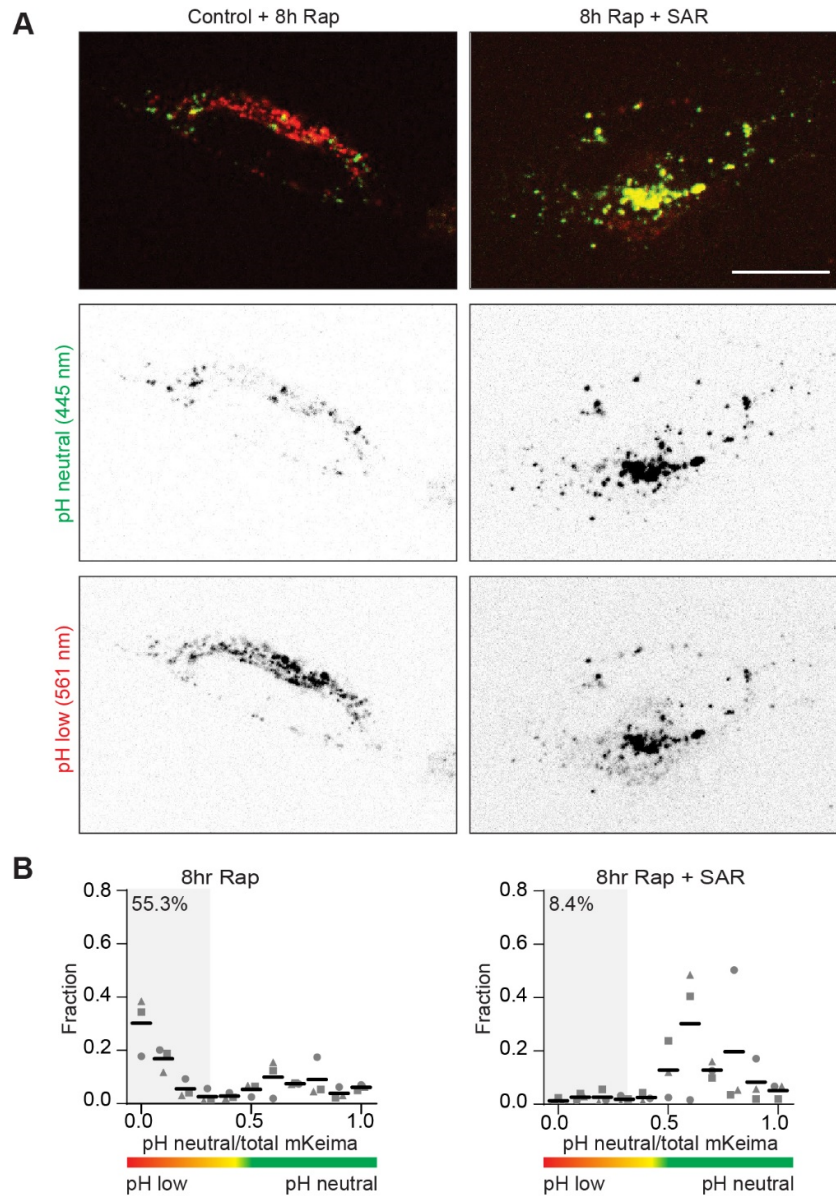 A
Control + 8h Rap
8h Rap + SAR
pH neutral (445 nm)
pH low (561 nm)
B
8hr Rap
0.8
0.6
0.4
0.2
0.0
Fraction
55.3%
0.0 0.5 1.0
pH neutral/total mKeima
pH low pH neutral
8hr Rap + SAR
0.8
0.6
0.4
0.2
0.0
Fraction
8.4%
0.0 0.5 1.0
pH neutral/total mKeima
pH low pH neutral